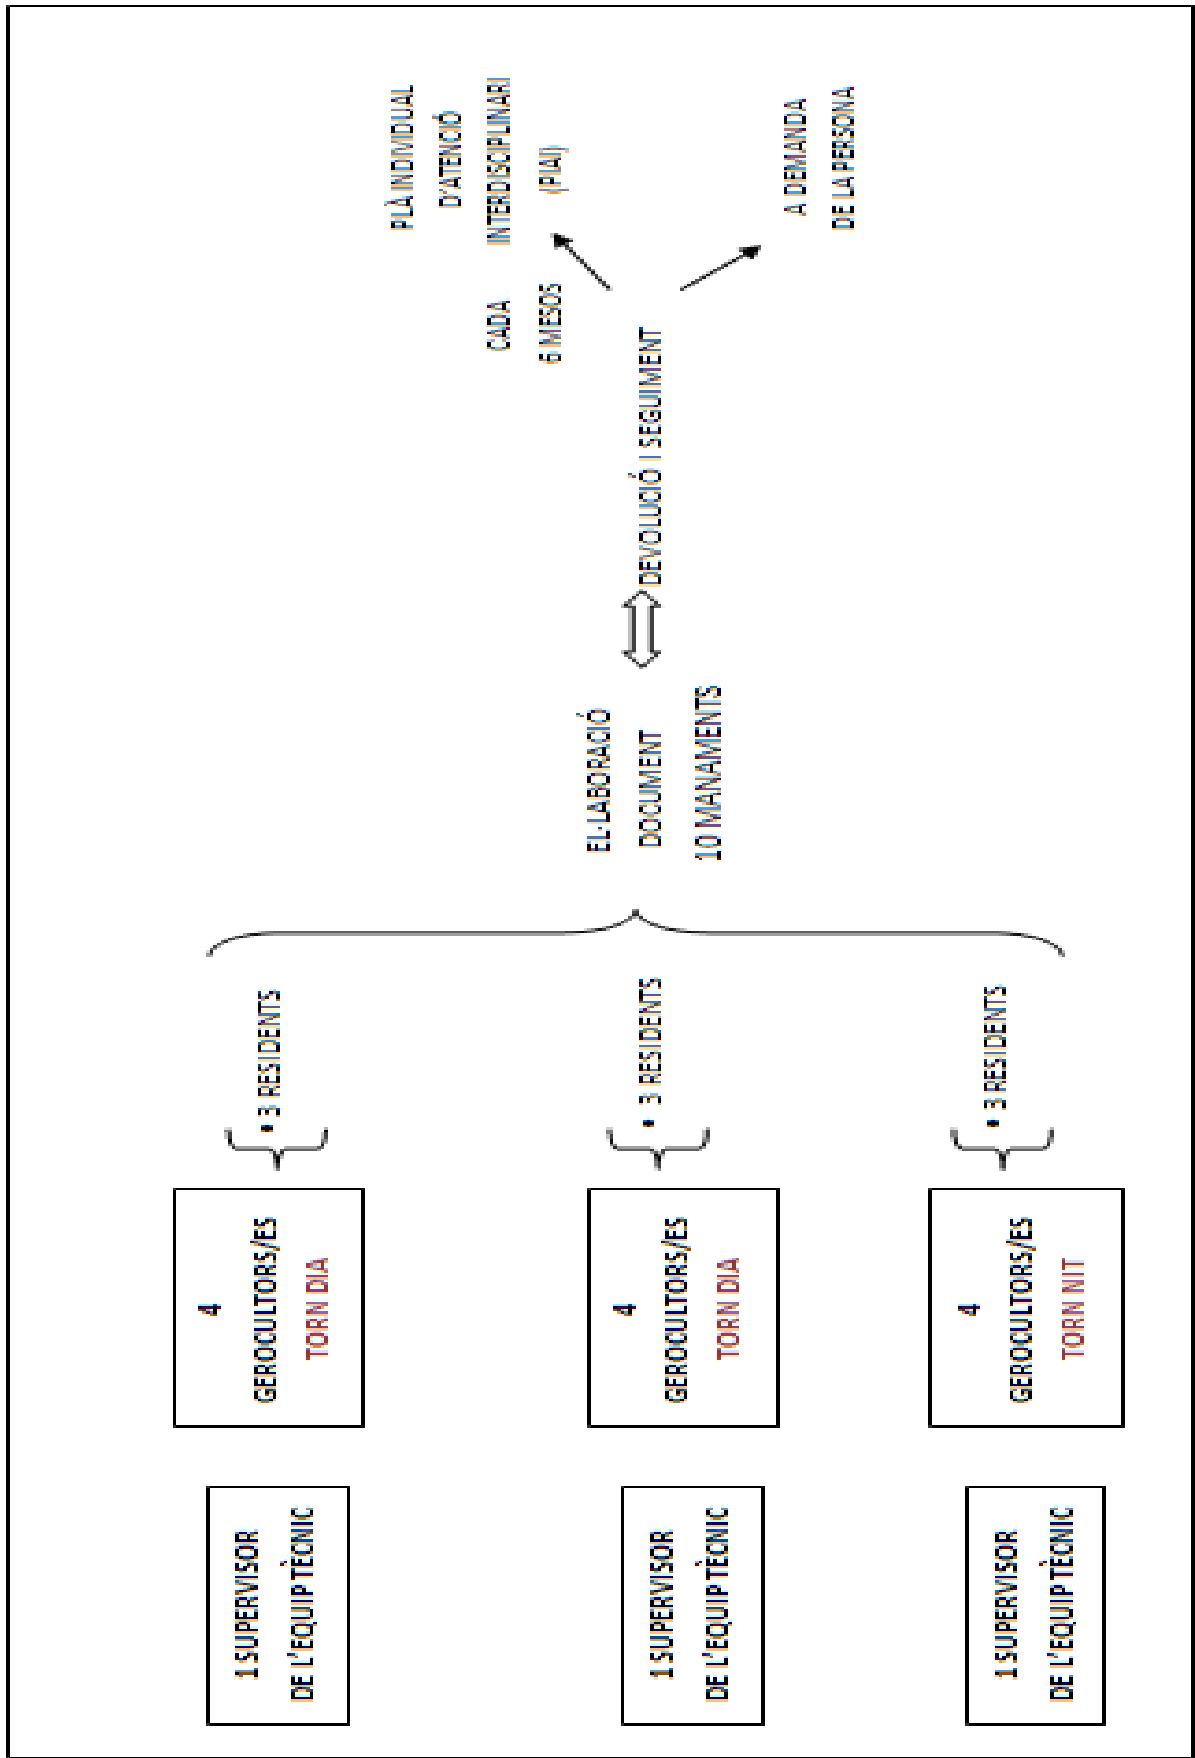 1 SUPERVISOR
DE L'EQUIP TÈCNIC
4
GEROCULTORS/ES
TORN DIA
• 3 RESIDENTS
1 SUPERVISOR
DE L'EQUIP TÈCNIC
4
GEROCULTORS/ES
TORN DIA
• 3 RESIDENTS
1 SUPERVISOR
DE L'EQUIP TÈCNIC
4
GEROCULTORS/ES
TORN NIT
• 3 RESIDENTS
EL·LABORACIÓ
DOCUMENT
10 MANAMENTS
DEVOLUCIÓ I SEGUIMENT
CADA
6 MESOS
PLÀ INDIVIDUAL
D'ATENCIÓ
INTERDISCIPLINARI
(PIAI)
A DEMANDA
DE LA PERSONA